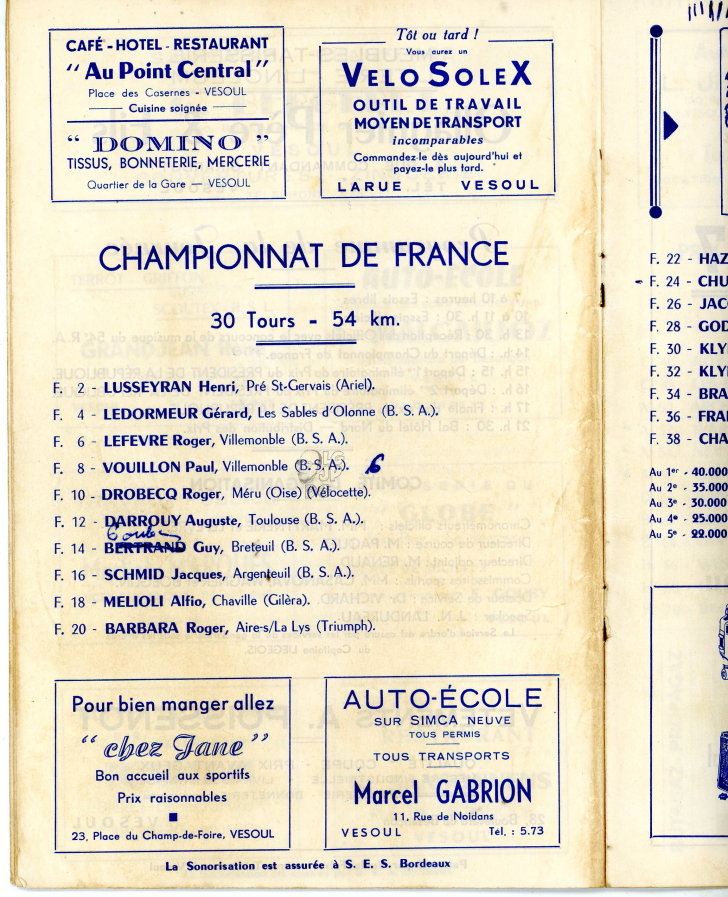 CAFÉ - HOTEL - RESTAURANT
“ Au Point Central ”
Place des Casernes - VESOUL
Cuisine soignée
“ DOMINO ”
TISSUS, BONNETERIE, MERCERIE
Quartier de la Gare — VESOUL
Tôt ou tard !
Vous aurez un
VELOSOLEX
OUTIL DE TRAVAIL
MOYEN DE TRANSPORT
incomparables
Commandez-le dès aujourd'hui et
payez-le plus tard.
LARUE VESOUL
CHAMPIONNAT DE FRANCE
30 Tours - 54 km.
F. 2 - LUSSEYRAN Henri, Pré St-Gervais (Ariel).
F. 4 - LEDORMEUR Gérard, Les Sables d'Olonne (B. S. A.).
F. 6 - LEFEVRE Roger, Villemonble (B. S. A.).
F. 8 - VOUILLON Paul, Villemonble (B. S. A.). 6
F. 10 - DROBECQ Roger, Méru (Oise) (Vélocette).
F. 12 - DARROUY Auguste, Toulouse (B. S. A.).
F. 14 - BERTRAND Guy, Breteuil (B. S. A.).
F. 16 - SCHMID Jacques, Argenteuil (B. S. A.).
F. 18 - MELIOLI Alfio, Chaville (Gilèra).
F. 20 - BARBARA Roger, Aire-s/La Lys (Triumph).
Pour bien manger allez
“ chez Jane ”
Bon accueil aux sportifs
Prix raisonnables
23, Place du Champ-de-Foire, VESOUL
AUTO-ÉCOLE
SUR SIMCA NEUVE
TOUS PERMIS
TOUS TRANSPORTS
Marcel GABRION
11, Rue de Noidans
VESOUL Tél. : 5.73
La Sonorisation est assurée à S. E. S. Bordeaux
F. 22 - HAZ
F. 24 - CHU
F. 26 - JAC
F. 28 - GOD
F. 30 - KLY
F. 32 - KLY
F. 34 - BRA
F. 36 - FRA
F. 38 - CHA
Au 1er - 40.000
Au 2e - 35.000
Au 3e - 30.000
Au 4e - 25.000
Au 5e - 22.000